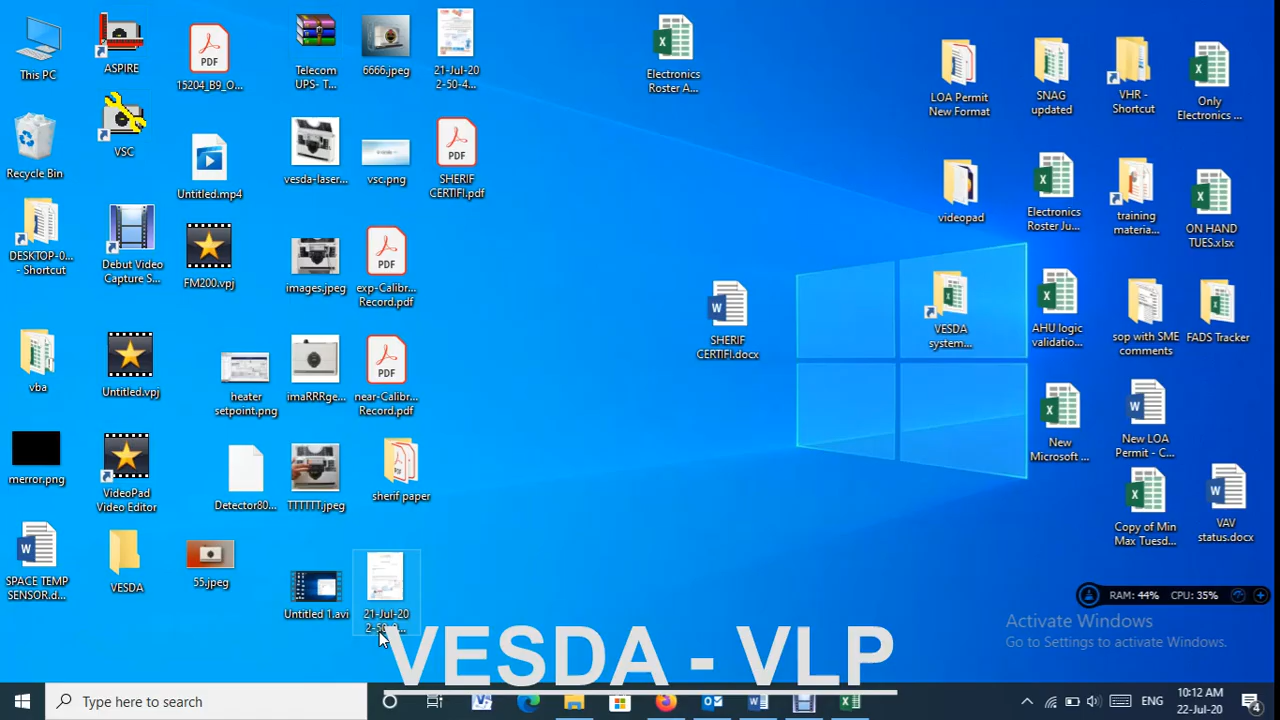 This PC
ASPIRE
15204_B9_O...
Telecom
UPS- T...
6666.jpeg
21-Jul-20
2-50-4...
Electronics
Roster A...
LOA Permit
New Format
SNAG
updated
VHR -
Shortcut
Only
Electronics ...
Recycle Bin
VSC
Untitled.mp4
vesda-laser...
vsc.png
PDF
SHERIF
CERTIFI.pdf
videopad
Electronics
Roster Ju...
training
materia...
ON HAND
TUES.xlsx
DESKTOP-0...
- Shortcut
Debut Video
Capture S...
FM200.vpj
images.jpeg
PDF
exp-Calibr...
Record.pdf
SHERIF
CERTIFI.docx
VESDA
system...
AHU logic
validatio...
sop with SME
comments
FADS Tracker
vba
Untitled.vpj
heater
setpoint.png
imaRRRge...
PDF
near-Calibr...
Record.pdf
New
Microsoft ...
New LOA
Permit - C...
merror.png
VideoPad
Video Editor
Detector80...
TTTTTT.jpeg
sherif paper
Copy of Min
Max Tuesd...
VAV
status.docx
SPACE TEMP
SENSOR.d...
VESDA
55.jpeg
Untitled 1.avi
21-Jul-20
RAM: 44% CPU: 35%
Activate Windows
Go to Settings to activate Windows.
VESDA - VLP
Type here to search
ENG
10:12 AM
22-Jul-20
4